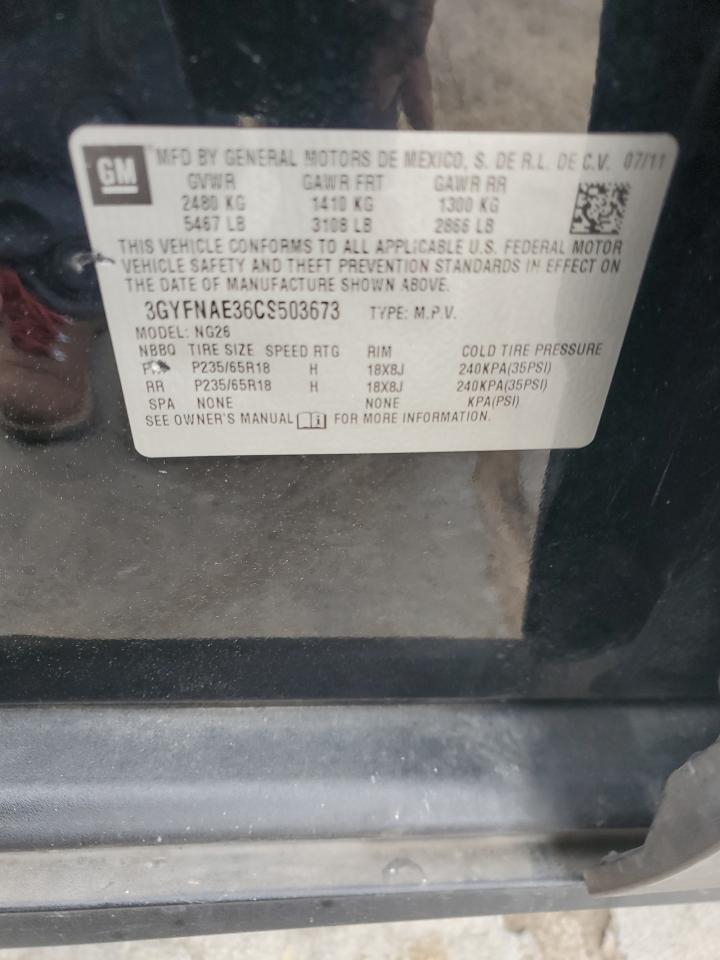 GM
MFD BY GENERAL MOTORS DE MEXICO, S. DE R.L. DE C.V. 07/11
GVWR GAWR FRT GAWR RR
2480 KG 1410 KG 1300 KG
5467 LB 3108 LB 2866 LB
THIS VEHICLE CONFORMS TO ALL APPLICABLE U.S. FEDERAL MOTOR
VEHICLE SAFETY AND THEFT PREVENTION STANDARDS IN EFFECT ON
THE DATE OF MANUFACTURE SHOWN ABOVE.
3GYFNAE36CS503673 TYPE: M.P.V.
MODEL: NG26
NBBQ TIRE SIZE SPEED RTG RIM COLD TIRE PRESSURE
P235/65R18 H 18X8J 240KPA(35PSI)
RR P235/65R18 H 18X8J 240KPA(35PSI)
SPA NONE NONE KPA(PSI)
SEE OWNER'S MANUAL FOR MORE INFORMATION.